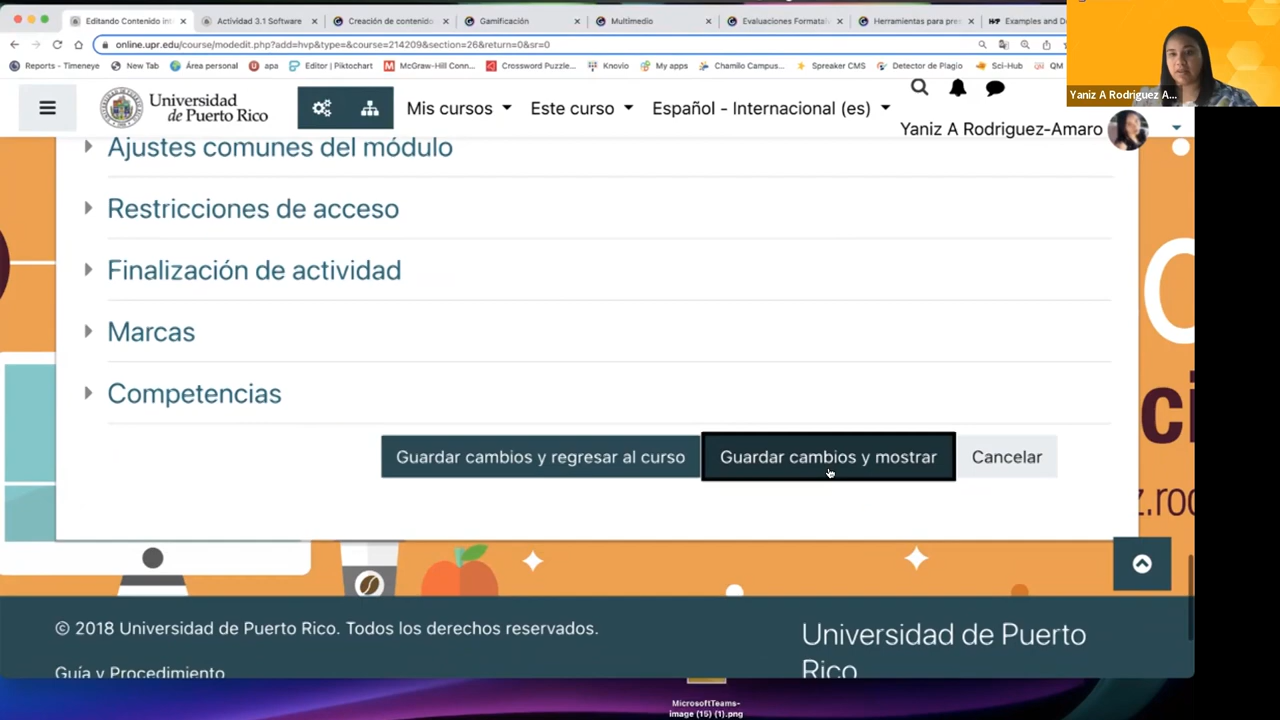 Editando Contenido int
Actividad 3.1 Software
Creación de contenido
Gamificación
Multimedio
Evaluaciones Formatai
Herramientas para pre
H-P Examples and D
online.upr.edu/course/modedit.php?add=hvp&type=&course=214209&section=26&return=0&sr=0
Reports - Timeneye
New Tab
Área personal
apa
Editor | Piktochart
McGraw-Hill Conn...
Crossword Puzzle...
Knovio
My apps
Chamilo Campus...
Spreaker CMS
Detector de Plagio
Sci-Hub
QM
Yaniz A Rodriguez A...
Universidad
de Puerto Rico
Mis cursos
Este curso
Español - Internacional (es)
Yaniz A Rodriguez-Amaro
Ajustes comunes del módulo
Restricciones de acceso
Finalización de actividad
Marcas
Competencias
Guardar cambios y regresar al curso
Guardar cambios y mostrar
Cancelar
O
ci
z.ro
© 2018 Universidad de Puerto Rico. Todos los derechos reservados.
Guía y Procedimiento
Universidad de Puerto
Rico
MicrosoftTeams-
image (15) (1).png